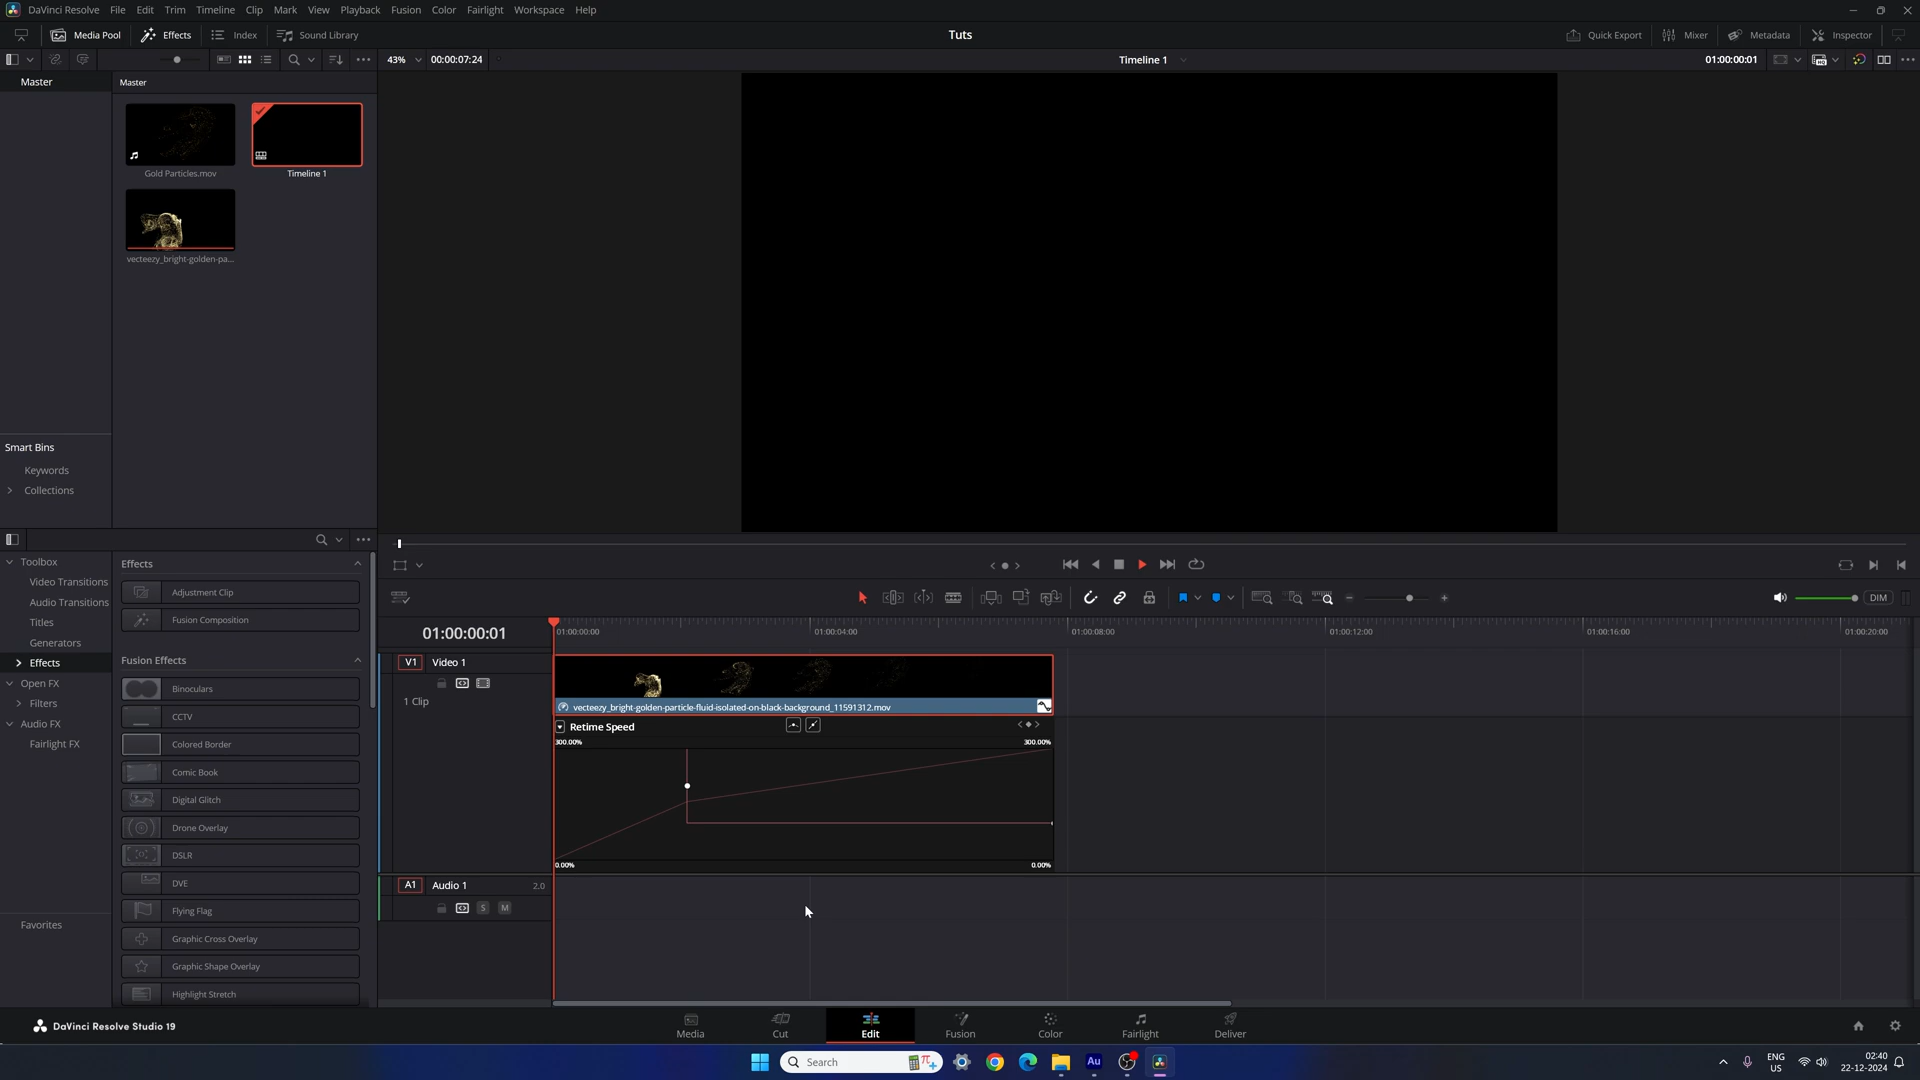 DaVinci Resolve File Edit Trim Timeline Clip Mark View Playback Fusion Color Fairlight Workspace Help
Media Pool Effects Index Sound Library Tuts Quick Export Mixer Metadata Inspector
43% 00:00:07:24 Timeline 1 01:00:00:01
Master Master
Gold Particles.mov Timeline 1
vecteezy_bright-golden-pa...
Smart Bins
Keywords
Collections
Toolbox
Video Transitions
Audio Transitions
Titles
Generators
Effects
Open FX
Filters
Audio FX
Fairlight FX
Favorites
Effects
Adjustment Clip
Fusion Composition
Fusion Effects
Binoculars
CCTV
Colored Border
Comic Book
Digital Glitch
Drone Overlay
DSLR
DVE
Flying Flag
Graphic Cross Overlay
Graphic Shape Overlay
Highlight Stretch
DIM
01:00:00:01 01:00:00:00 01:00:04:00 01:00:08:00 01:00:12:00 01:00:16:00 01:00:20:00
V1 Video 1
1 Clip
vecteezy_bright-golden-particle-fluid-isolated-on-black-background_11591312.mov
Retime Speed
300.00% 300.00%
0.00% 0.00%
A1 Audio 1 2.0
S M
DaVinci Resolve Studio 19
Media Cut Edit Fusion Color Fairlight Deliver
Search Au
ENG
US
02:40
22-12-2024